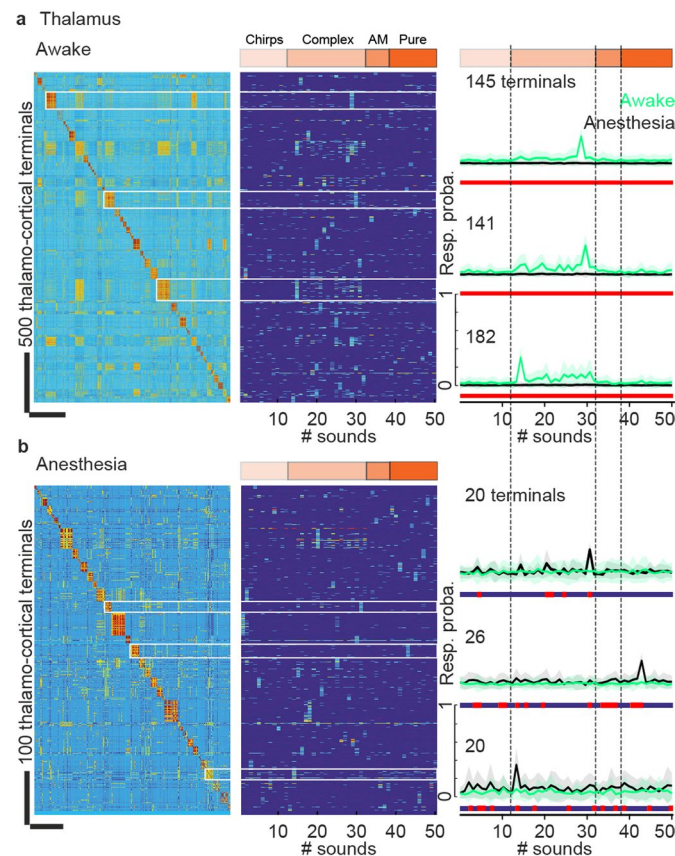 a Thalamus
Awake
Chirps Complex AM Pure
500 thalamo-cortical terminals
145 terminals
Awake
Anesthesia
Resp. proba.
141
1
182
0
10 20 30 40 50
# sounds
10 20 30 40 50
# sounds
b
Anesthesia
100 thalamo-cortical terminals
20 terminals
Resp. proba.
26
1
20
0
10 20 30 40 50
# sounds
10 20 30 40 50
# sounds